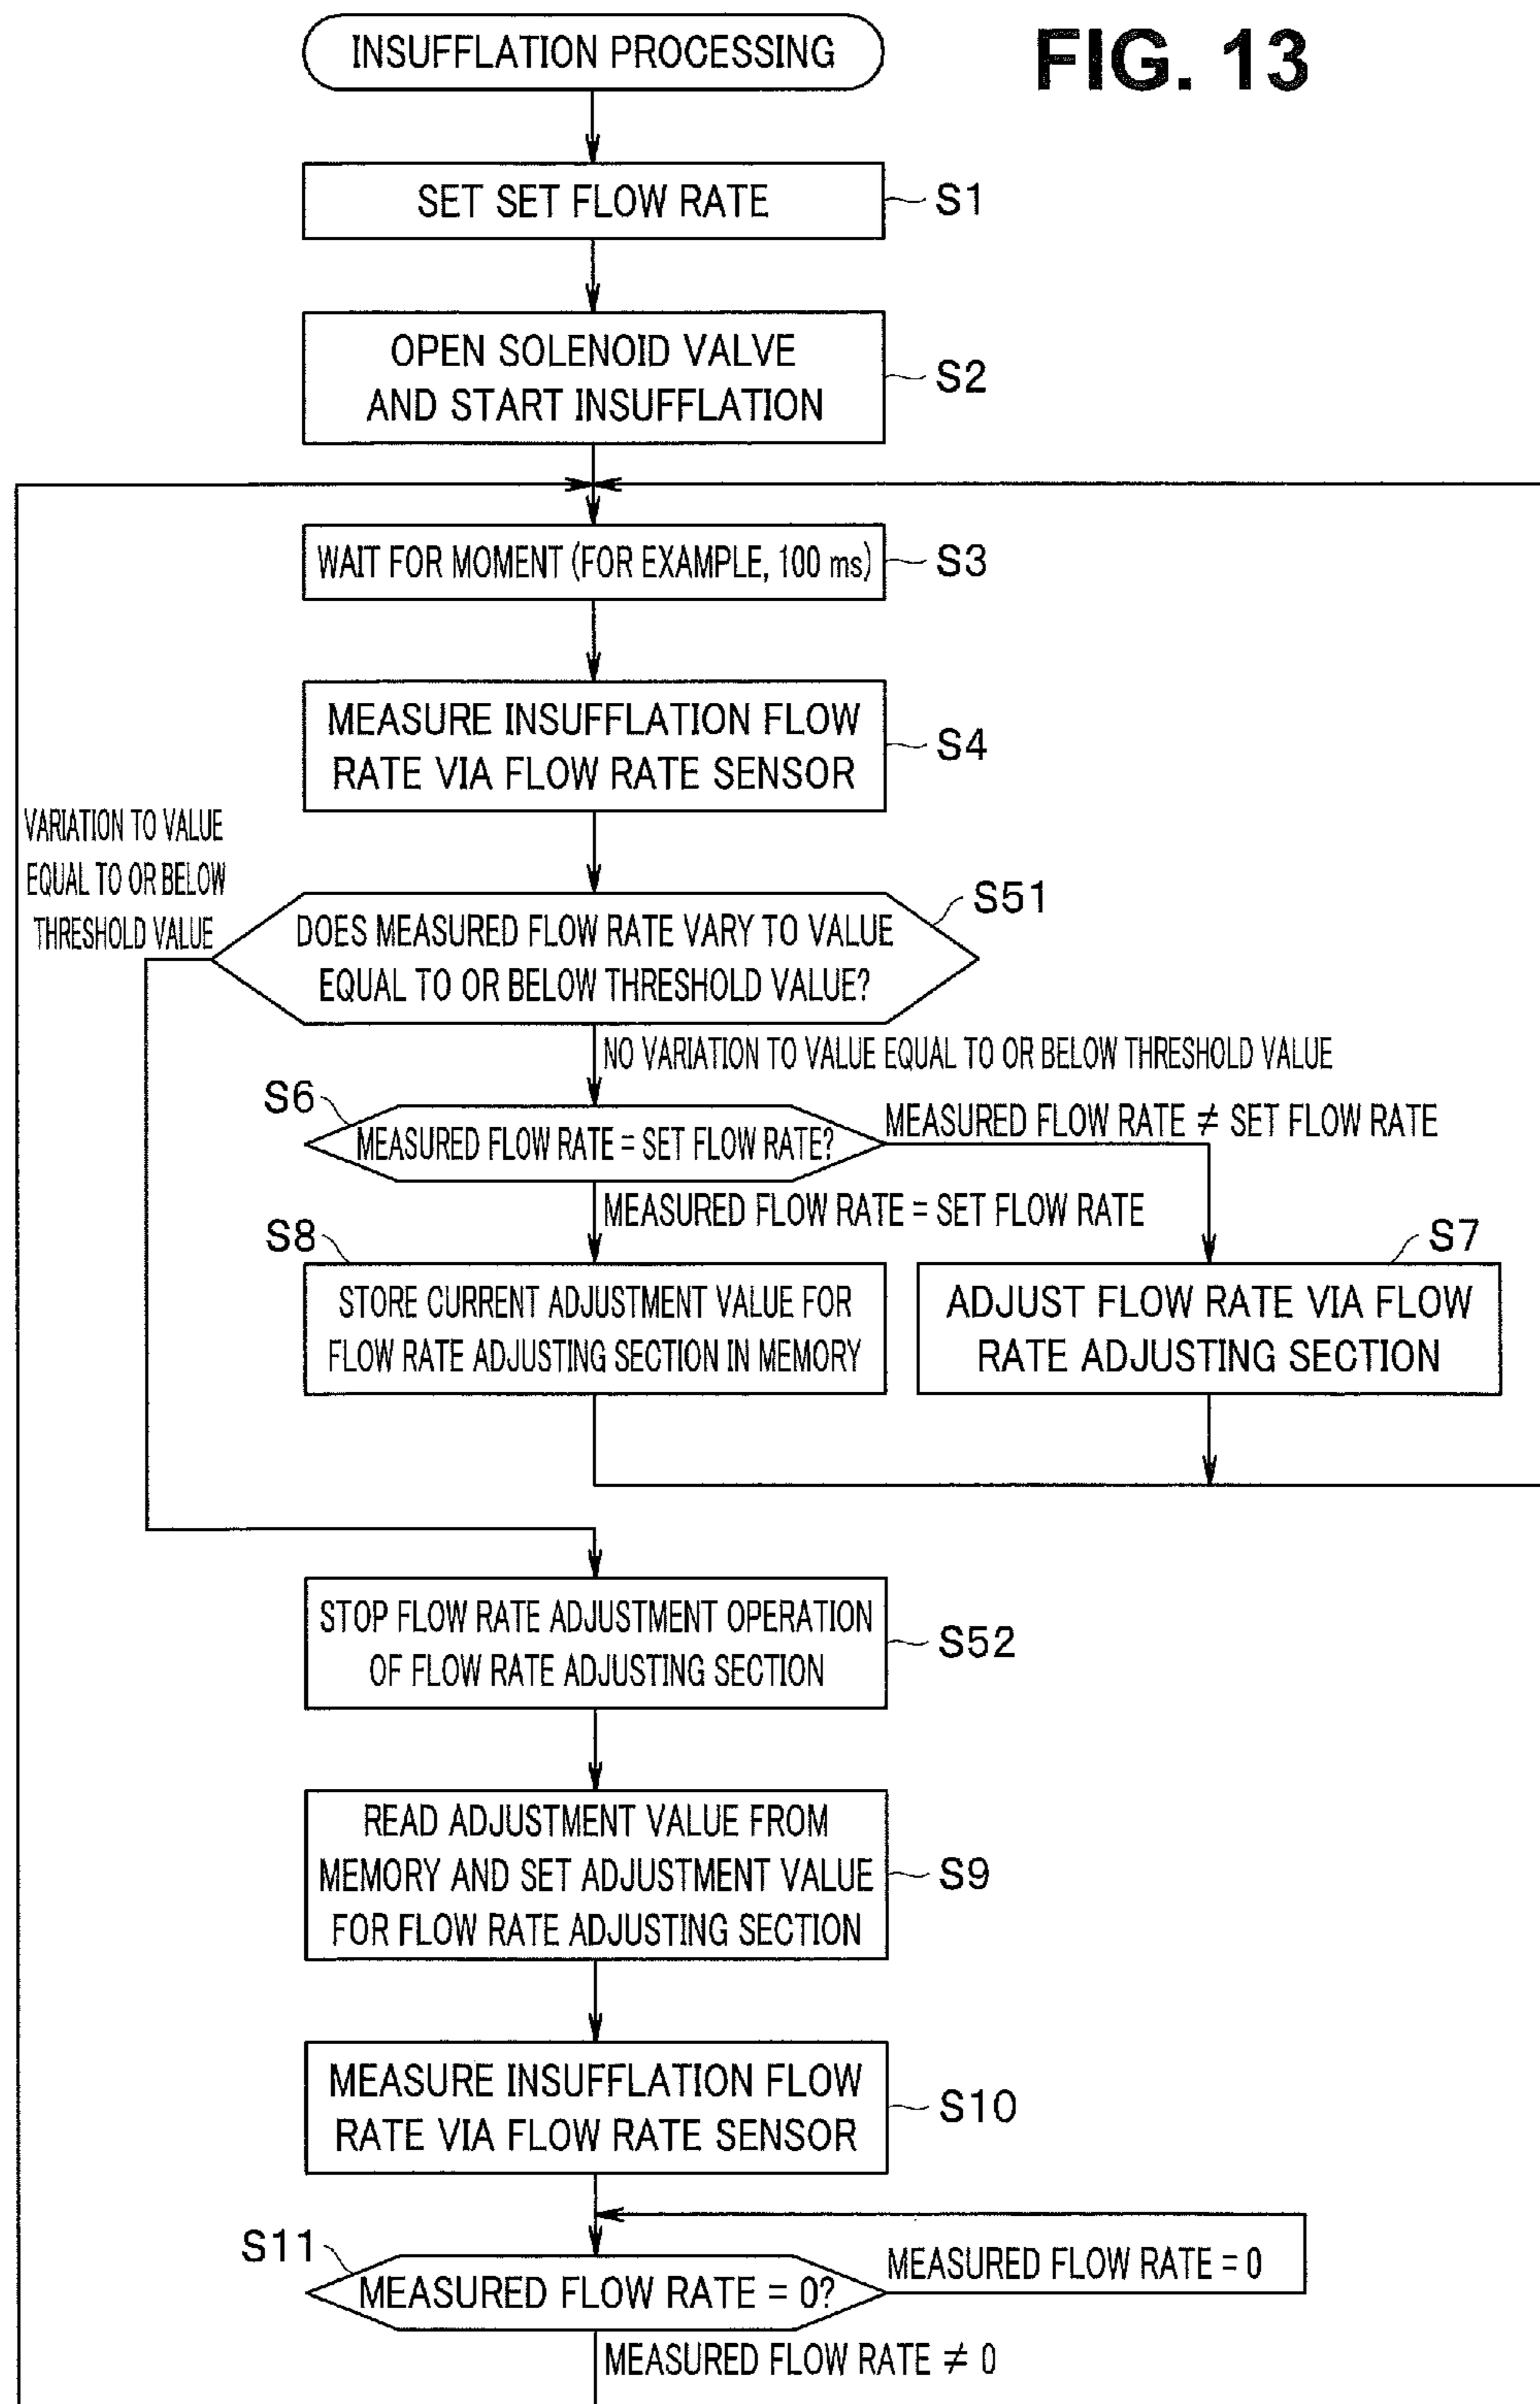 INSUFFLATION PROCESSING
FIG. 13
SET SET FLOW RATE
S1
OPEN SOLENOID VALVE
AND START INSUFFLATION
S2
WAIT FOR MOMENT (FOR EXAMPLE, 100 ms)
S3
MEASURE INSUFFLATION FLOW
RATE VIA FLOW RATE SENSOR
S4
VARIATION TO VALUE
EQUAL TO OR BELOW
THRESHOLD VALUE
S51
DOES MEASURED FLOW RATE VARY TO VALUE
EQUAL TO OR BELOW THRESHOLD VALUE?
NO VARIATION TO VALUE EQUAL TO OR BELOW THRESHOLD VALUE
S6
MEASURED FLOW RATE = SET FLOW RATE?
MEASURED FLOW RATE ≠ SET FLOW RATE
MEASURED FLOW RATE = SET FLOW RATE
S8
STORE CURRENT ADJUSTMENT VALUE FOR
FLOW RATE ADJUSTING SECTION IN MEMORY
S7
ADJUST FLOW RATE VIA FLOW
RATE ADJUSTING SECTION
STOP FLOW RATE ADJUSTMENT OPERATION
OF FLOW RATE ADJUSTING SECTION
S52
READ ADJUSTMENT VALUE FROM
MEMORY AND SET ADJUSTMENT VALUE
FOR FLOW RATE ADJUSTING SECTION
S9
MEASURE INSUFFLATION FLOW
RATE VIA FLOW RATE SENSOR
S10
S11
MEASURED FLOW RATE = 0?
MEASURED FLOW RATE = 0
MEASURED FLOW RATE ≠ 0